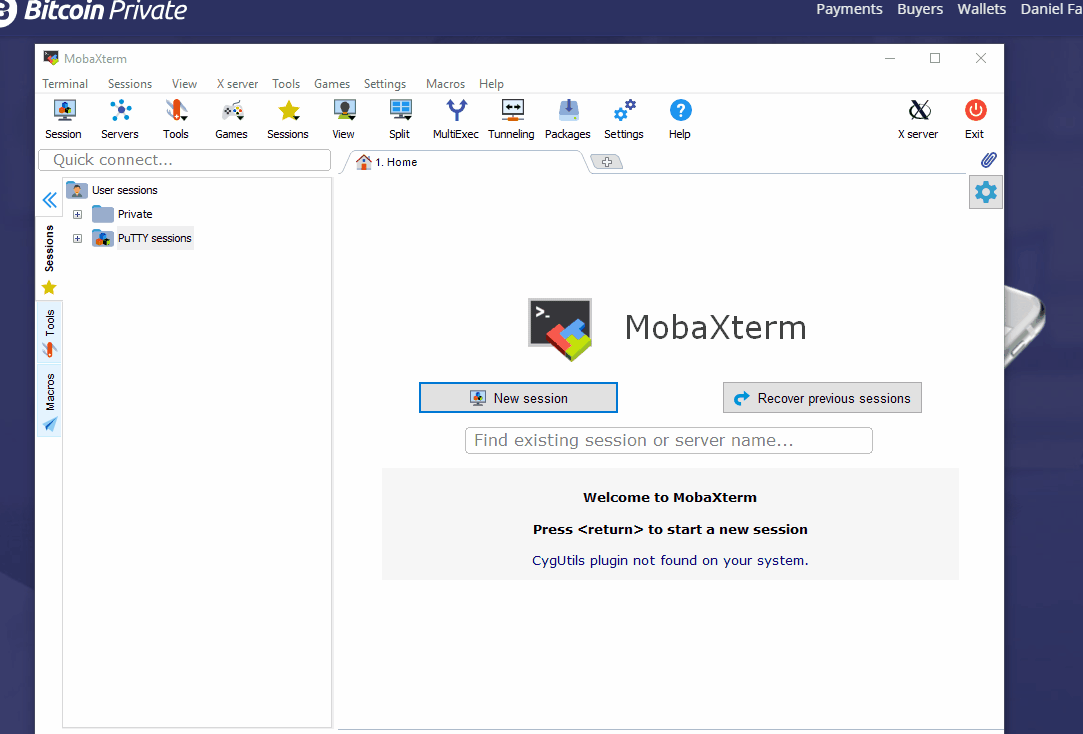 Bitcoin Private
Payments Buyers Wallets Daniel Fa
MobaXterm
Terminal Sessions View X server Tools Games Settings Macros Help
Session Servers Tools Games Sessions View Split MultiExec Tunneling Packages Settings Help X server Exit
Quick connect...
1. Home
User sessions
Private
PuTTY sessions
Sessions
Tools
Macros
>_
MobaXterm
New session
Recover previous sessions
Find existing session or server name...
Welcome to MobaXterm
Press <return> to start a new session
CygUtils plugin not found on your system.